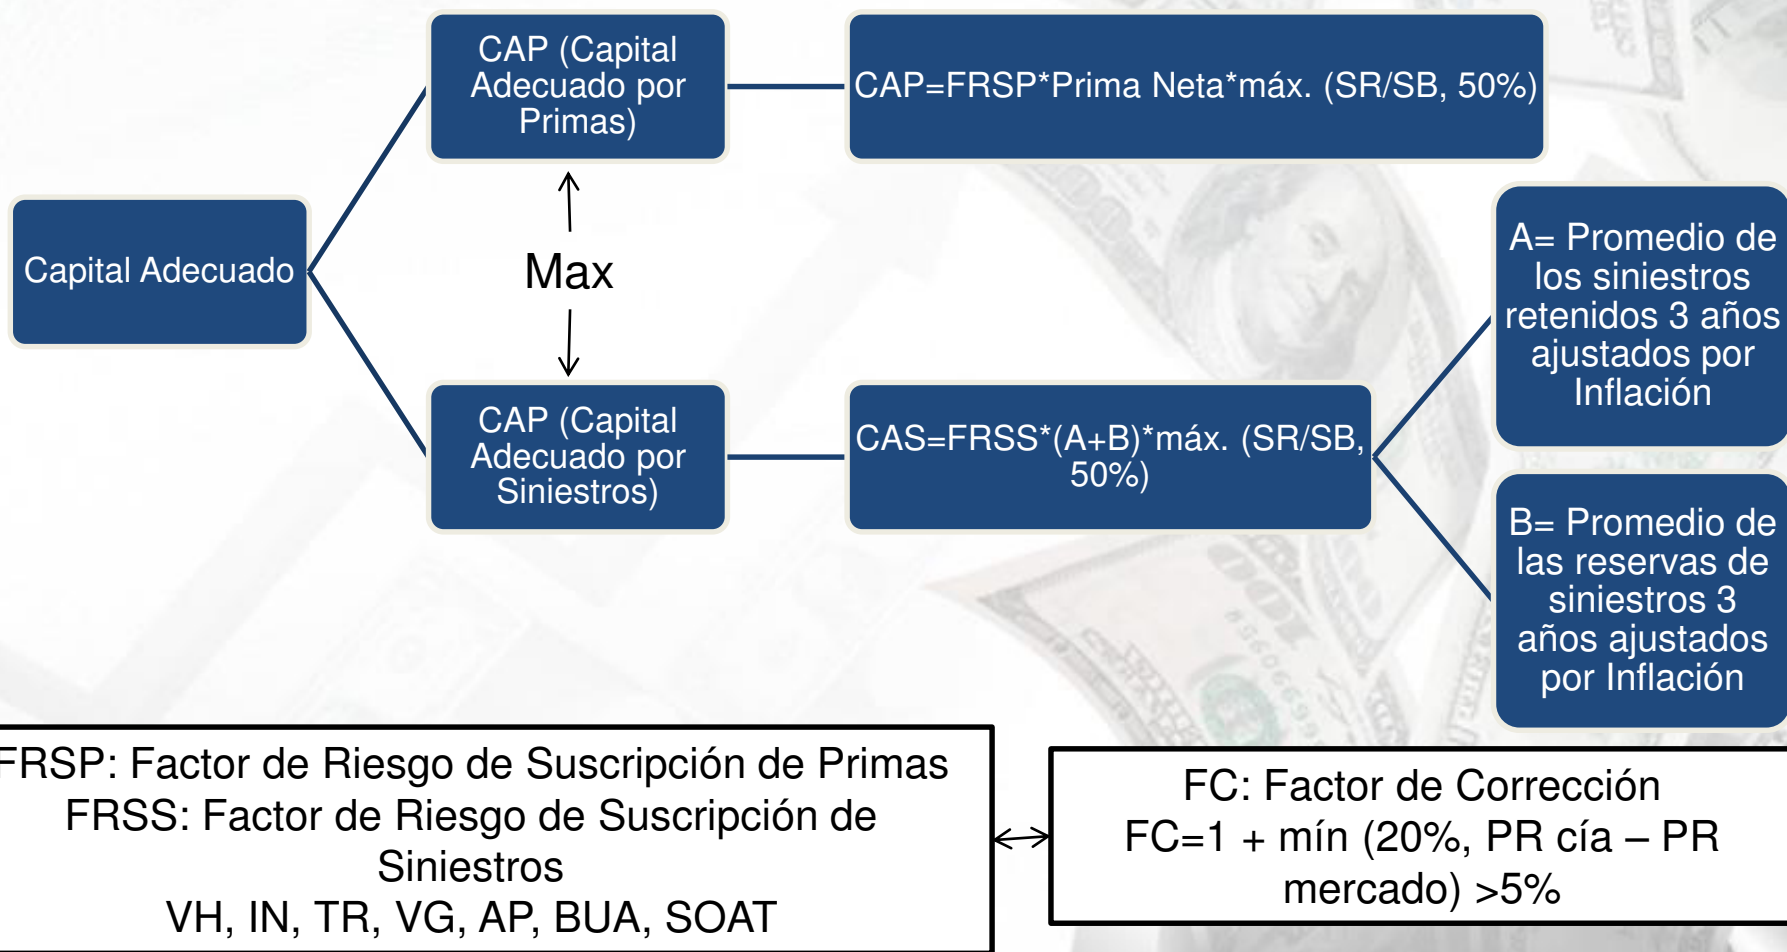 CAP (Capital
Adecuado por
Primas)
CAP=FRSP*Prima Neta*máx. (SR/SB, 50%)
Capital Adecuado
Max
CAP (Capital
Adecuado por
Siniestros)
CAS=FRSS*(A+B)*máx. (SR/SB,
50%)
A= Promedio de
los siniestros
retenidos 3 años
ajustados por
Inflación
B= Promedio de
las reservas de
siniestros 3
años ajustados
por Inflación
FRSP: Factor de Riesgo de Suscripción de Primas
FRSS: Factor de Riesgo de Suscripción de
Siniestros
VH, IN, TR, VG, AP, BUA, SOAT
FC: Factor de Corrección
FC=1 + mín (20%, PR cía – PR
mercado) >5%